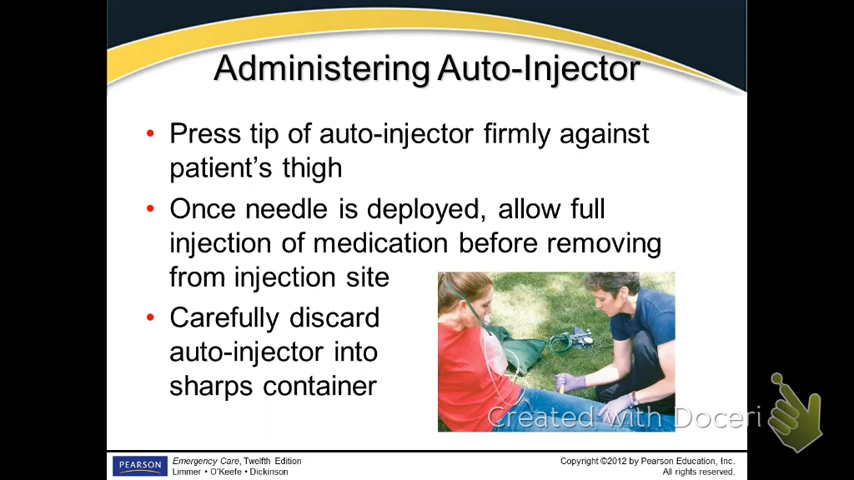 Administering Auto-Injector
• Press tip of auto-injector firmly against
patient's thigh
• Once needle is deployed, allow full
injection of medication before removing
from injection site
• Carefully discard
auto-injector into
sharps container
Created with Doceri
PEARSON
Emergency Care, Twelfth Edition
Limmer • O'Keefe • Dickinson
Copyright ©2012 by Pearson Education, Inc.
All rights reserved.